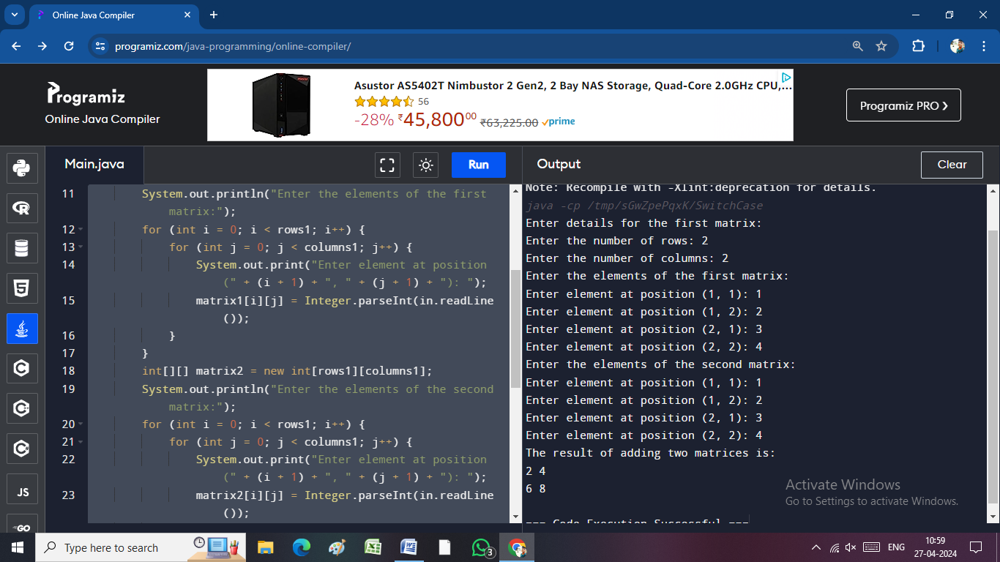 Online Java Compiler
programiz.com/java-programming/online-compiler/
Programiz
Online Java Compiler
Asustor AS5402T Nimbustor 2 Gen2, 2 Bay NAS Storage, Quad-Core 2.0GHz CPU,...
56
-28% ₹45,80000 ₹63,225.00 prime
Programiz PRO ❯
Main.java
Run
11 System.out.println("Enter the elements of the first
matrix:");
12 for (int i = 0; i < rows1; i++) {
13 for (int j = 0; j < columns1; j++) {
14 System.out.print("Enter element at position
(" + (i + 1) + ", " + (j + 1) + "): ");
15 matrix1[i][j] = Integer.parseInt(in.readLine
());
16 }
17 }
18 int[][] matrix2 = new int[rows1][columns1];
19 System.out.println("Enter the elements of the second
matrix:");
20 for (int i = 0; i < rows1; i++) {
21 for (int j = 0; j < columns1; j++) {
22 System.out.print("Enter element at position
(" + (i + 1) + ", " + (j + 1) + "): ");
23 matrix2[i][j] = Integer.parseInt(in.readLine
());
Output
Clear
Note: Recompile with -Xlint:deprecation for details.
java -cp /tmp/sGwZpePqxK/SwitchCase
Enter details for the first matrix:
Enter the number of rows: 2
Enter the number of columns: 2
Enter the elements of the first matrix:
Enter element at position (1, 1): 1
Enter element at position (1, 2): 2
Enter element at position (2, 1): 3
Enter element at position (2, 2): 4
Enter the elements of the second matrix:
Enter element at position (1, 1): 1
Enter element at position (1, 2): 2
Enter element at position (2, 1): 3
Enter element at position (2, 2): 4
The result of adding two matrices is:
2 4
6 8
=== Code Execution Successful ===
Activate Windows
Go to Settings to activate Windows.
JS
GO
Type here to search
3
ENG
10:59
27-04-2024